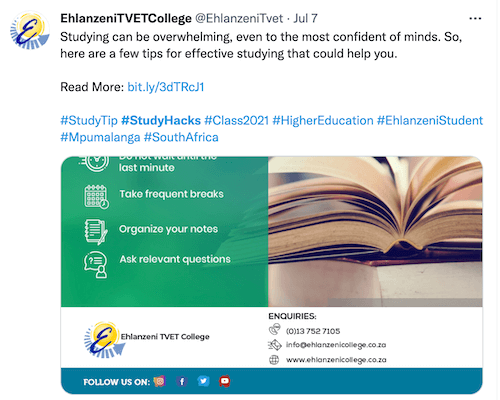 EhlanzeniTVETCollege @EhlanzeniTvet · Jul 7
Studying can be overwhelming, even to the most confident of minds. So,
here are a few tips for effective studying that could help you.
Read More: bit.ly/3dTRcJ1
#StudyTip #StudyHacks #Class2021 #HigherEducation #EhlanzeniStudent
#Mpumalanga #SouthAfrica
Do not wait until the
last minute
Take frequent breaks
Organize your notes
Ask relevant questions
Ehlanzeni TVET College
ENQUIRIES:
(0)13 752 7105
info@ehlanzenicollege.co.za
www.ehlanzenicollege.co.za
FOLLOW US ON: